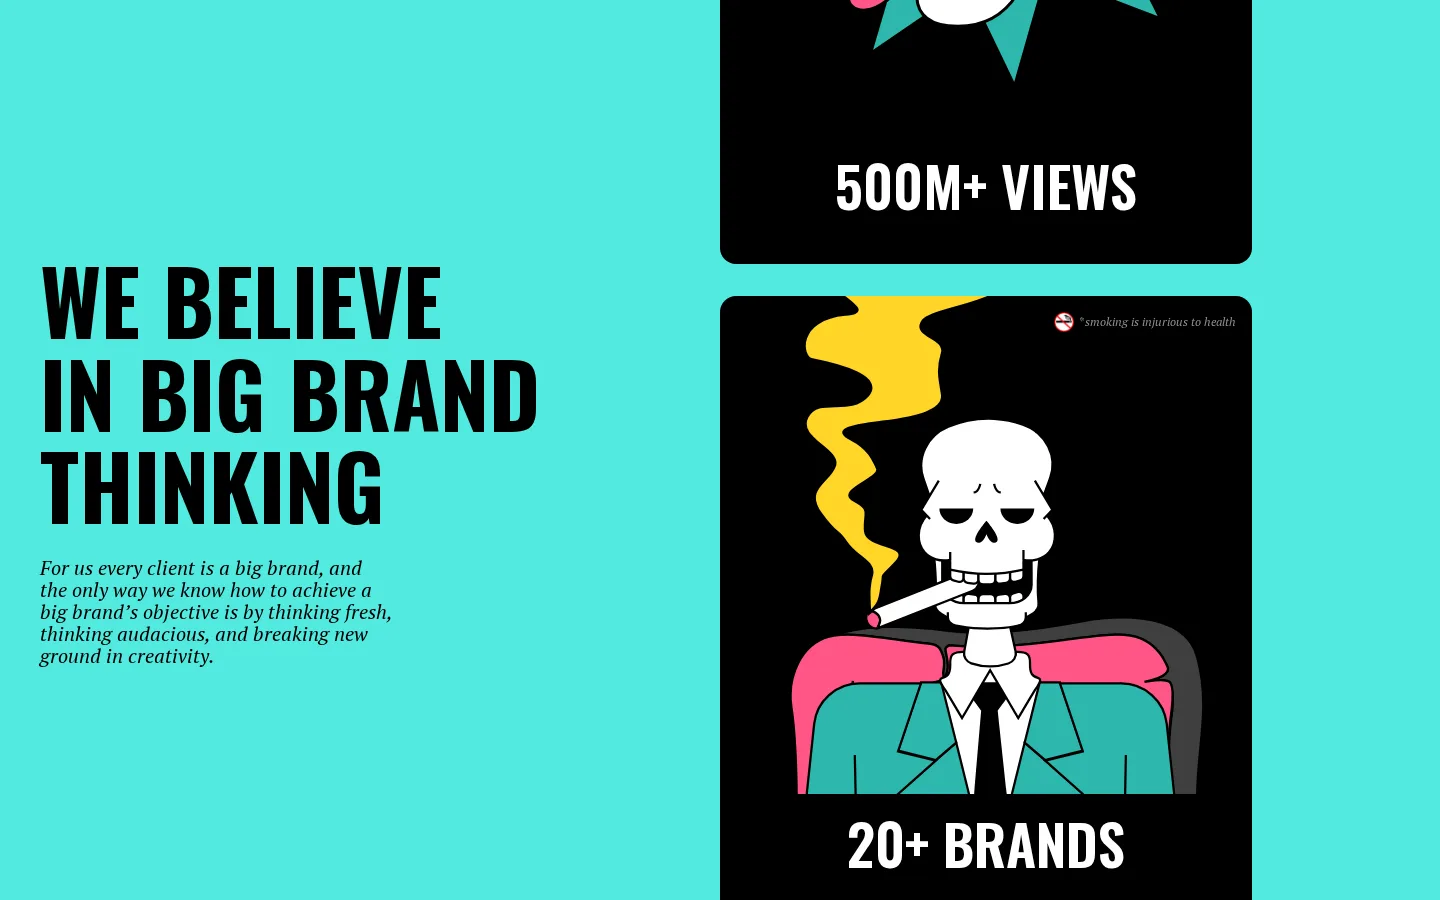 WE BELIEVE
IN BIG BRAND
THINKING
For us every client is a big brand, and
the only way we know how to achieve a
big brand’s objective is by thinking fresh,
thinking audacious, and breaking new
ground in creativity.
500M+ VIEWS
*smoking is injurious to health
20+ BRANDS